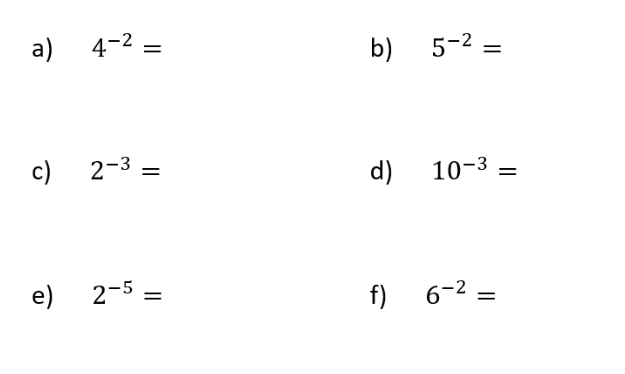 a) 4⁻² = b) 5⁻² =
c) 2⁻³ = d) 10⁻³ =
e) 2⁻⁵ = f) 6⁻² =